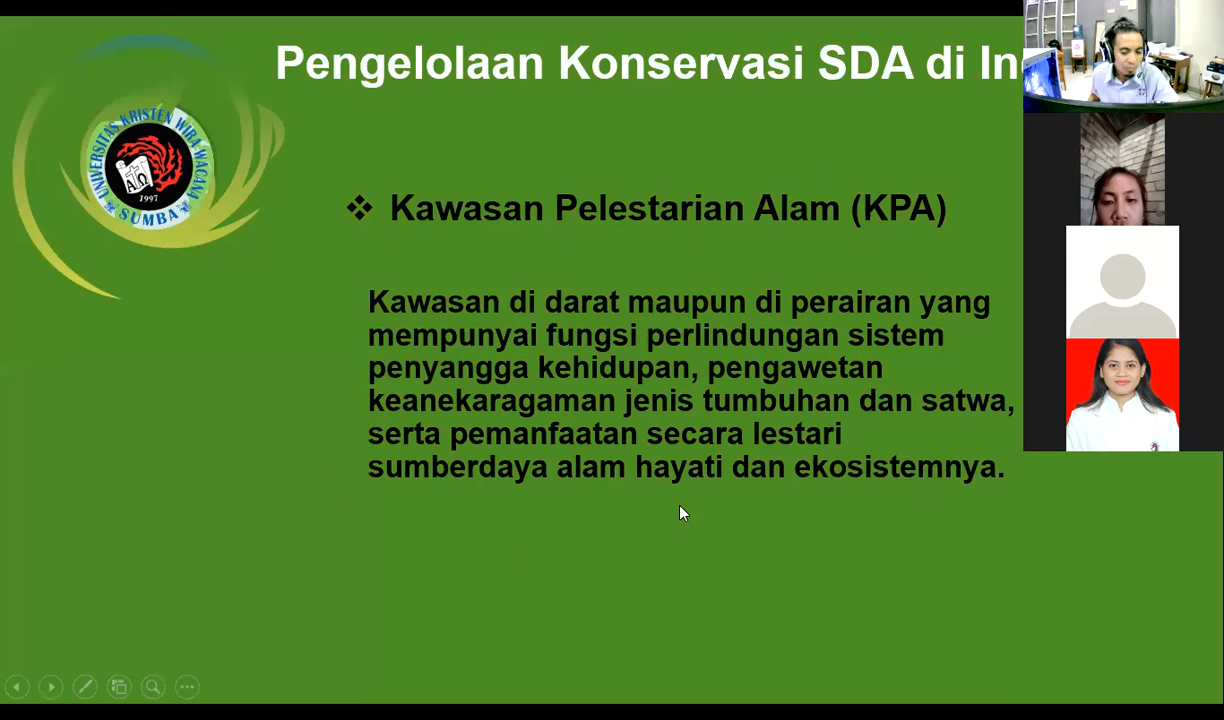 Pengelolaan Konservasi SDA di
UNIVERSITAS KRISTEN WIRA WACANA
ΑΩ
1997
SUMBA
Kawasan Pelestarian Alam (KPA)
Kawasan di darat maupun di perairan yang
mempunyai fungsi perlindungan sistem
penyangga kehidupan, pengawetan
keanekaragaman jenis tumbuhan dan satwa,
serta pemanfaatan secara lestari
sumberdaya alam hayati dan ekosistemnya.